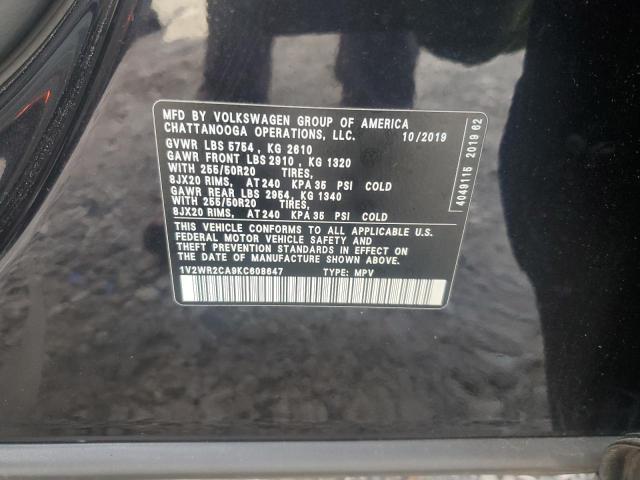 MFD BY VOLKSWAGEN GROUP OF AMERICA
CHATTANOOGA OPERATIONS, LLC. 10/2019
GVWR LBS 5754, KG 2610
GAWR FRONT LBS 2910, KG 1320
WITH 255/50R20 TIRES,
8JX20 RIMS, AT 240 KPA 35 PSI COLD
GAWR REAR LBS 2954, KG 1340
WITH 255/50R20 TIRES,
8JX20 RIMS, AT 240 KPA 35 PSI COLD
THIS VEHICLE CONFORMS TO ALL APPLICABLE U.S.
FEDERAL MOTOR VEHICLE SAFETY AND
THEFT PREVENTION STANDARDS IN EFFECT ON
THE DATE OF MANUFACTURE SHOWN ABOVE.
1V2WR2CA9KC608647 TYPE: MPV
4049115 2019 62